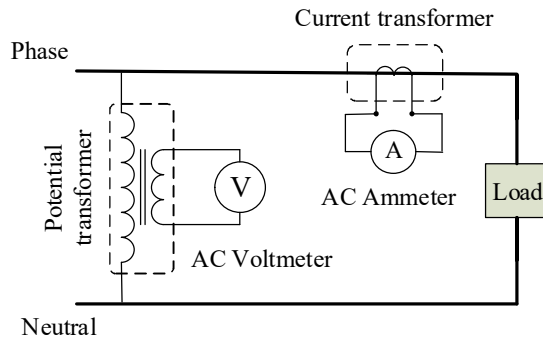 Current transformer
Phase
A
Potential
transformer
V
AC Ammeter
Load
AC Voltmeter
Neutral